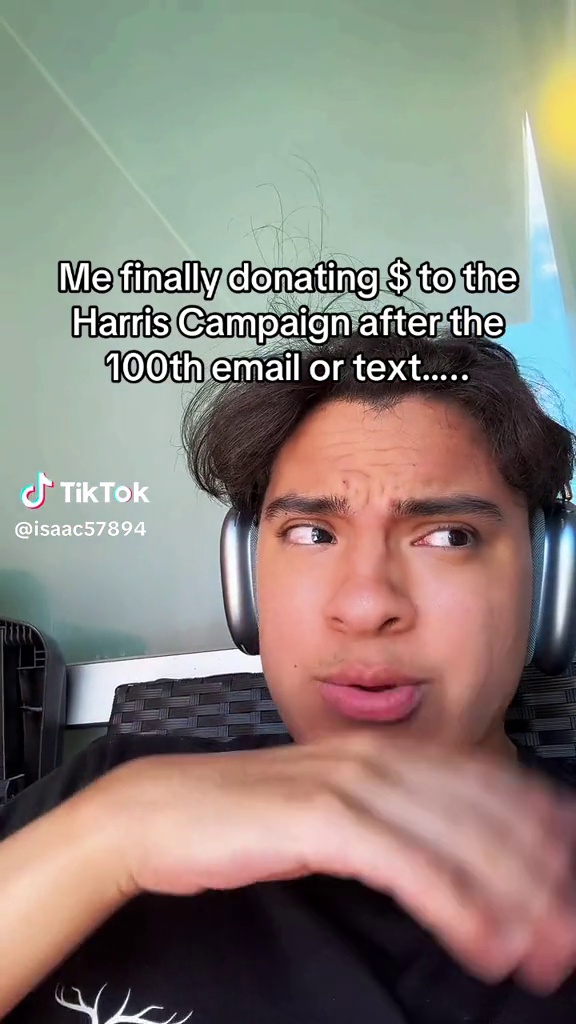 Me finally donating $ to the
Harris Campaign after the
100th email or text.....
TikTok
@isaac57894